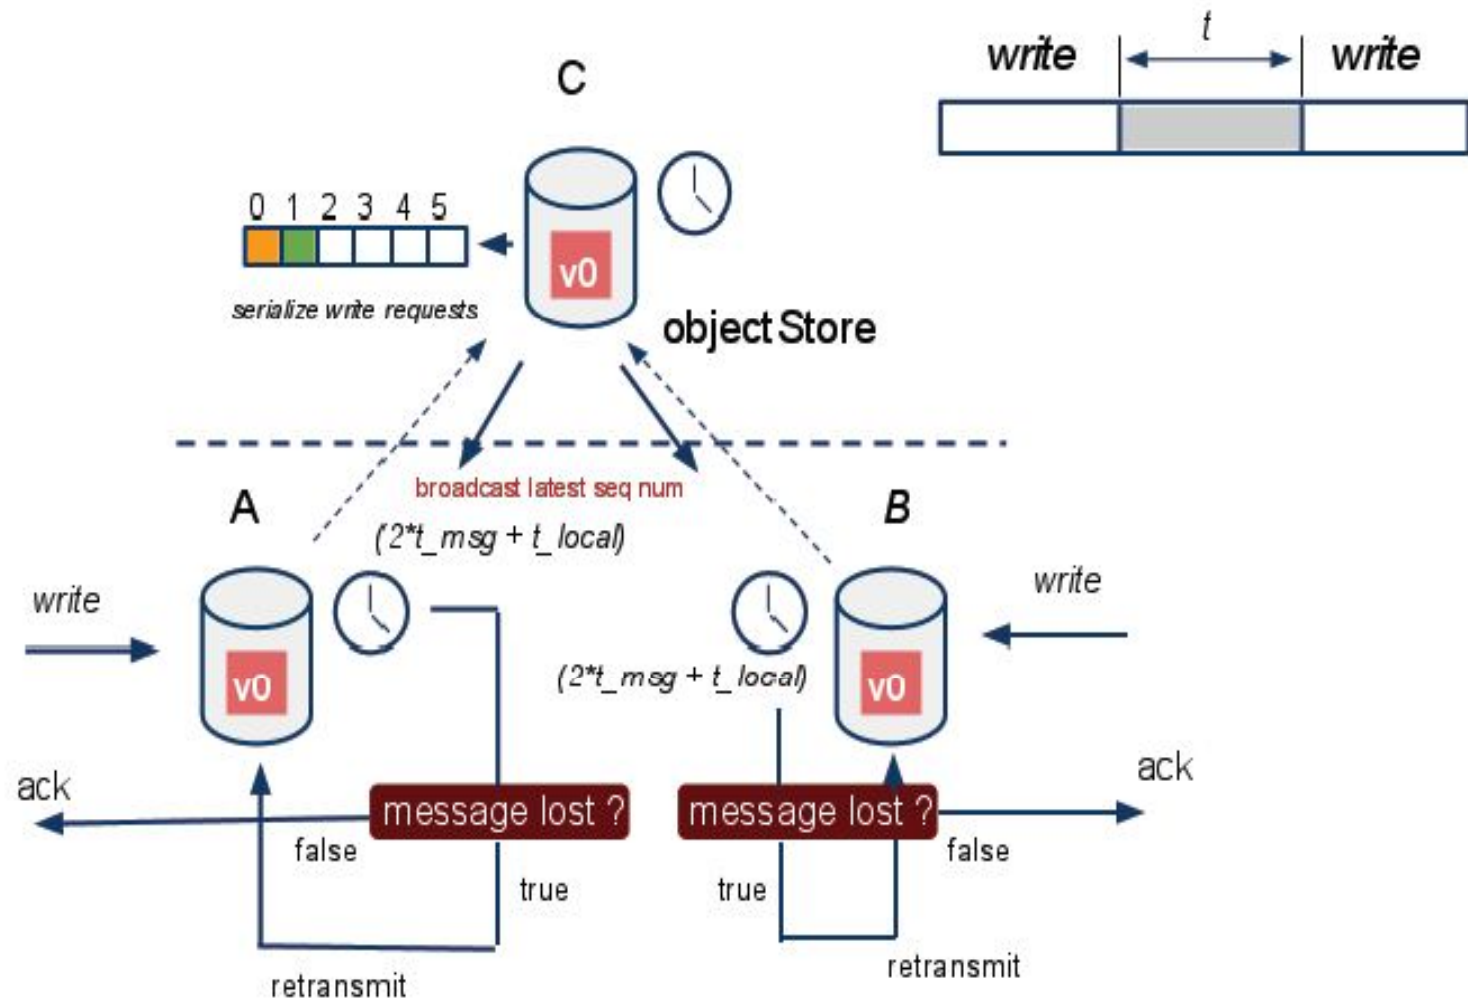 t
write write
C
0 1 2 3 4 5
v0
serialize write requests
objectStore
broadcast latest seq num
A
(2*t_msg + t_local)
B
write
write
v0
(2*t_msg + t_local)
v0
ack
ack
message lost ?
message lost ?
false
false
true
true
retransmit
retransmit